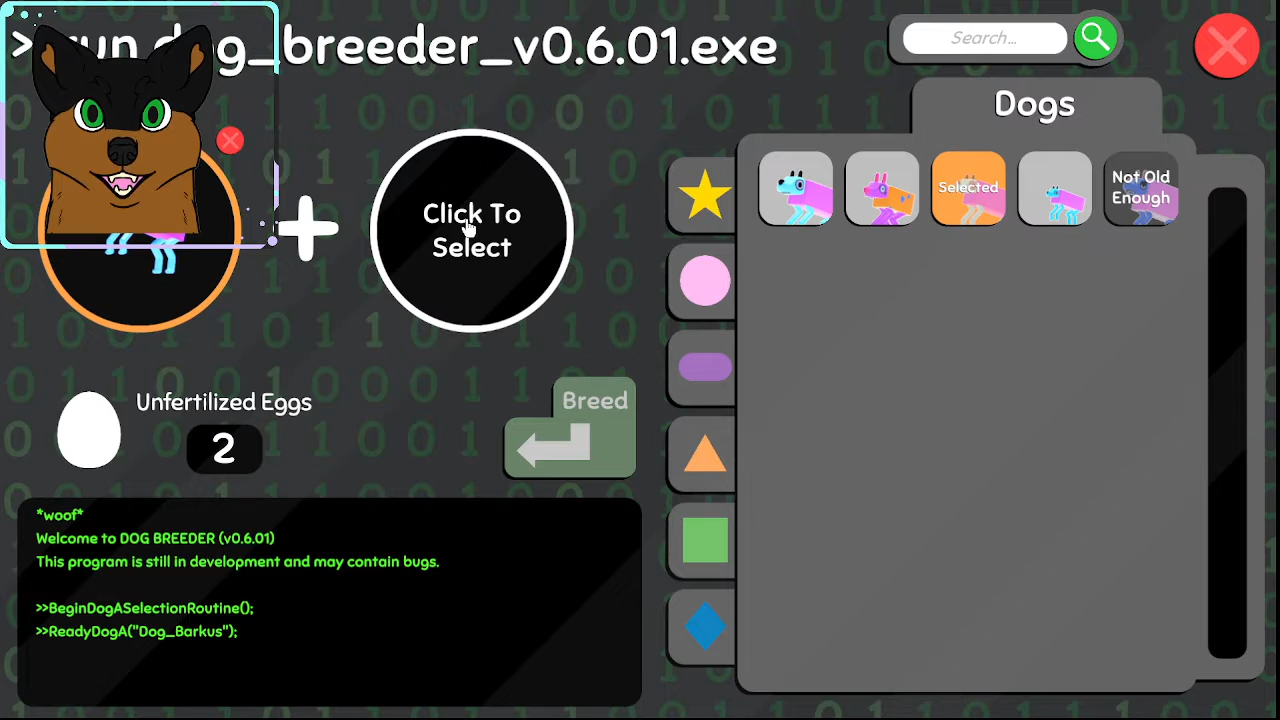 > run dog_breeder_v0.6.01.exe
Search...
Dogs
Click To
Select
Selected
Not Old
Enough
Unfertilized Eggs
2
Breed
*woof*
Welcome to DOG BREEDER (v0.6.01)
This program is still in development and may contain bugs.
>>BeginDogASelectionRoutine();
>>ReadyDogA("Dog_Barkus");